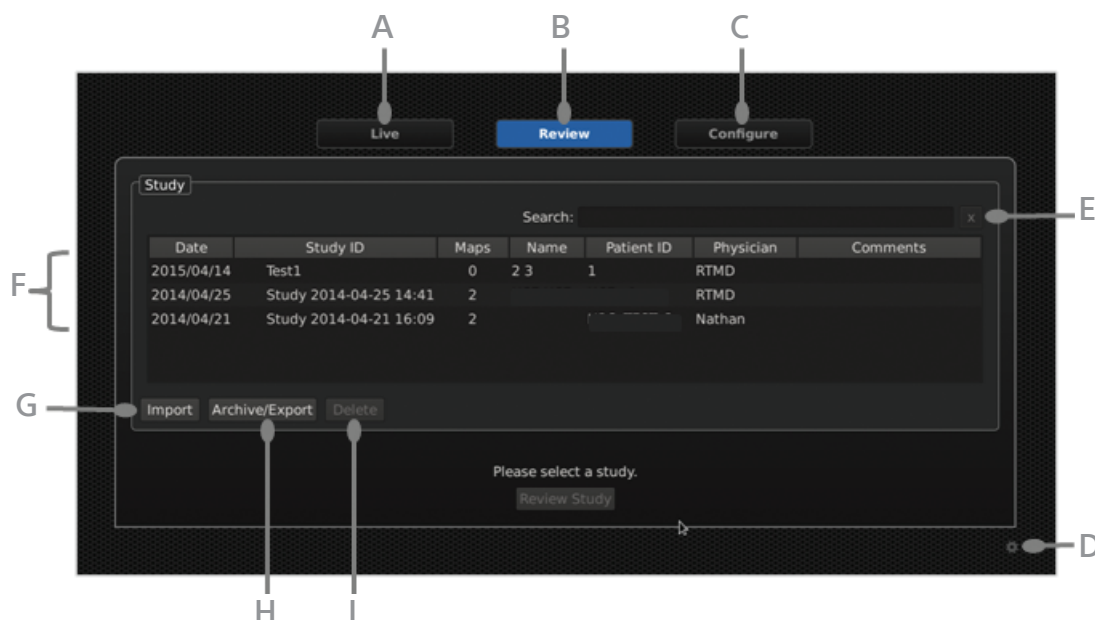 A B C
Live Review Configure
Study
Search: x E
Date Study ID Maps Name Patient ID Physician Comments
F
2015/04/14 Test1 0 2 3 1 RTMD
2014/04/25 Study 2014-04-25 14:41 2 RTMD
2014/04/21 Study 2014-04-21 16:09 2 Nathan
G Import Archive/Export Delete
Please select a study.
Review Study
D
H I